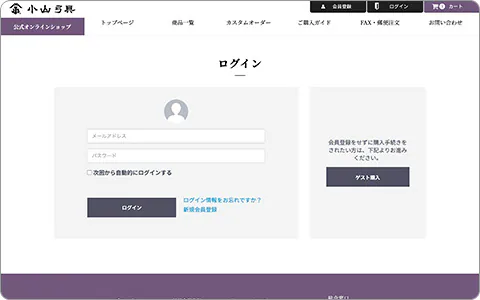 小山弓具
会員登録
ログイン
0
カート
公式オンラインショップ
トップページ
商品一覧
カスタムオーダー
ご購入ガイド
FAX・郵便注文
お問い合わせ
ログイン
メールアドレス
パスワード
次回から自動的にログインする
ログイン
ログイン情報をお忘れですか？
新規会員登録
会員登録をせずに購入手続きを
されたい方は、下記よりお進み
ください。
ゲスト購入